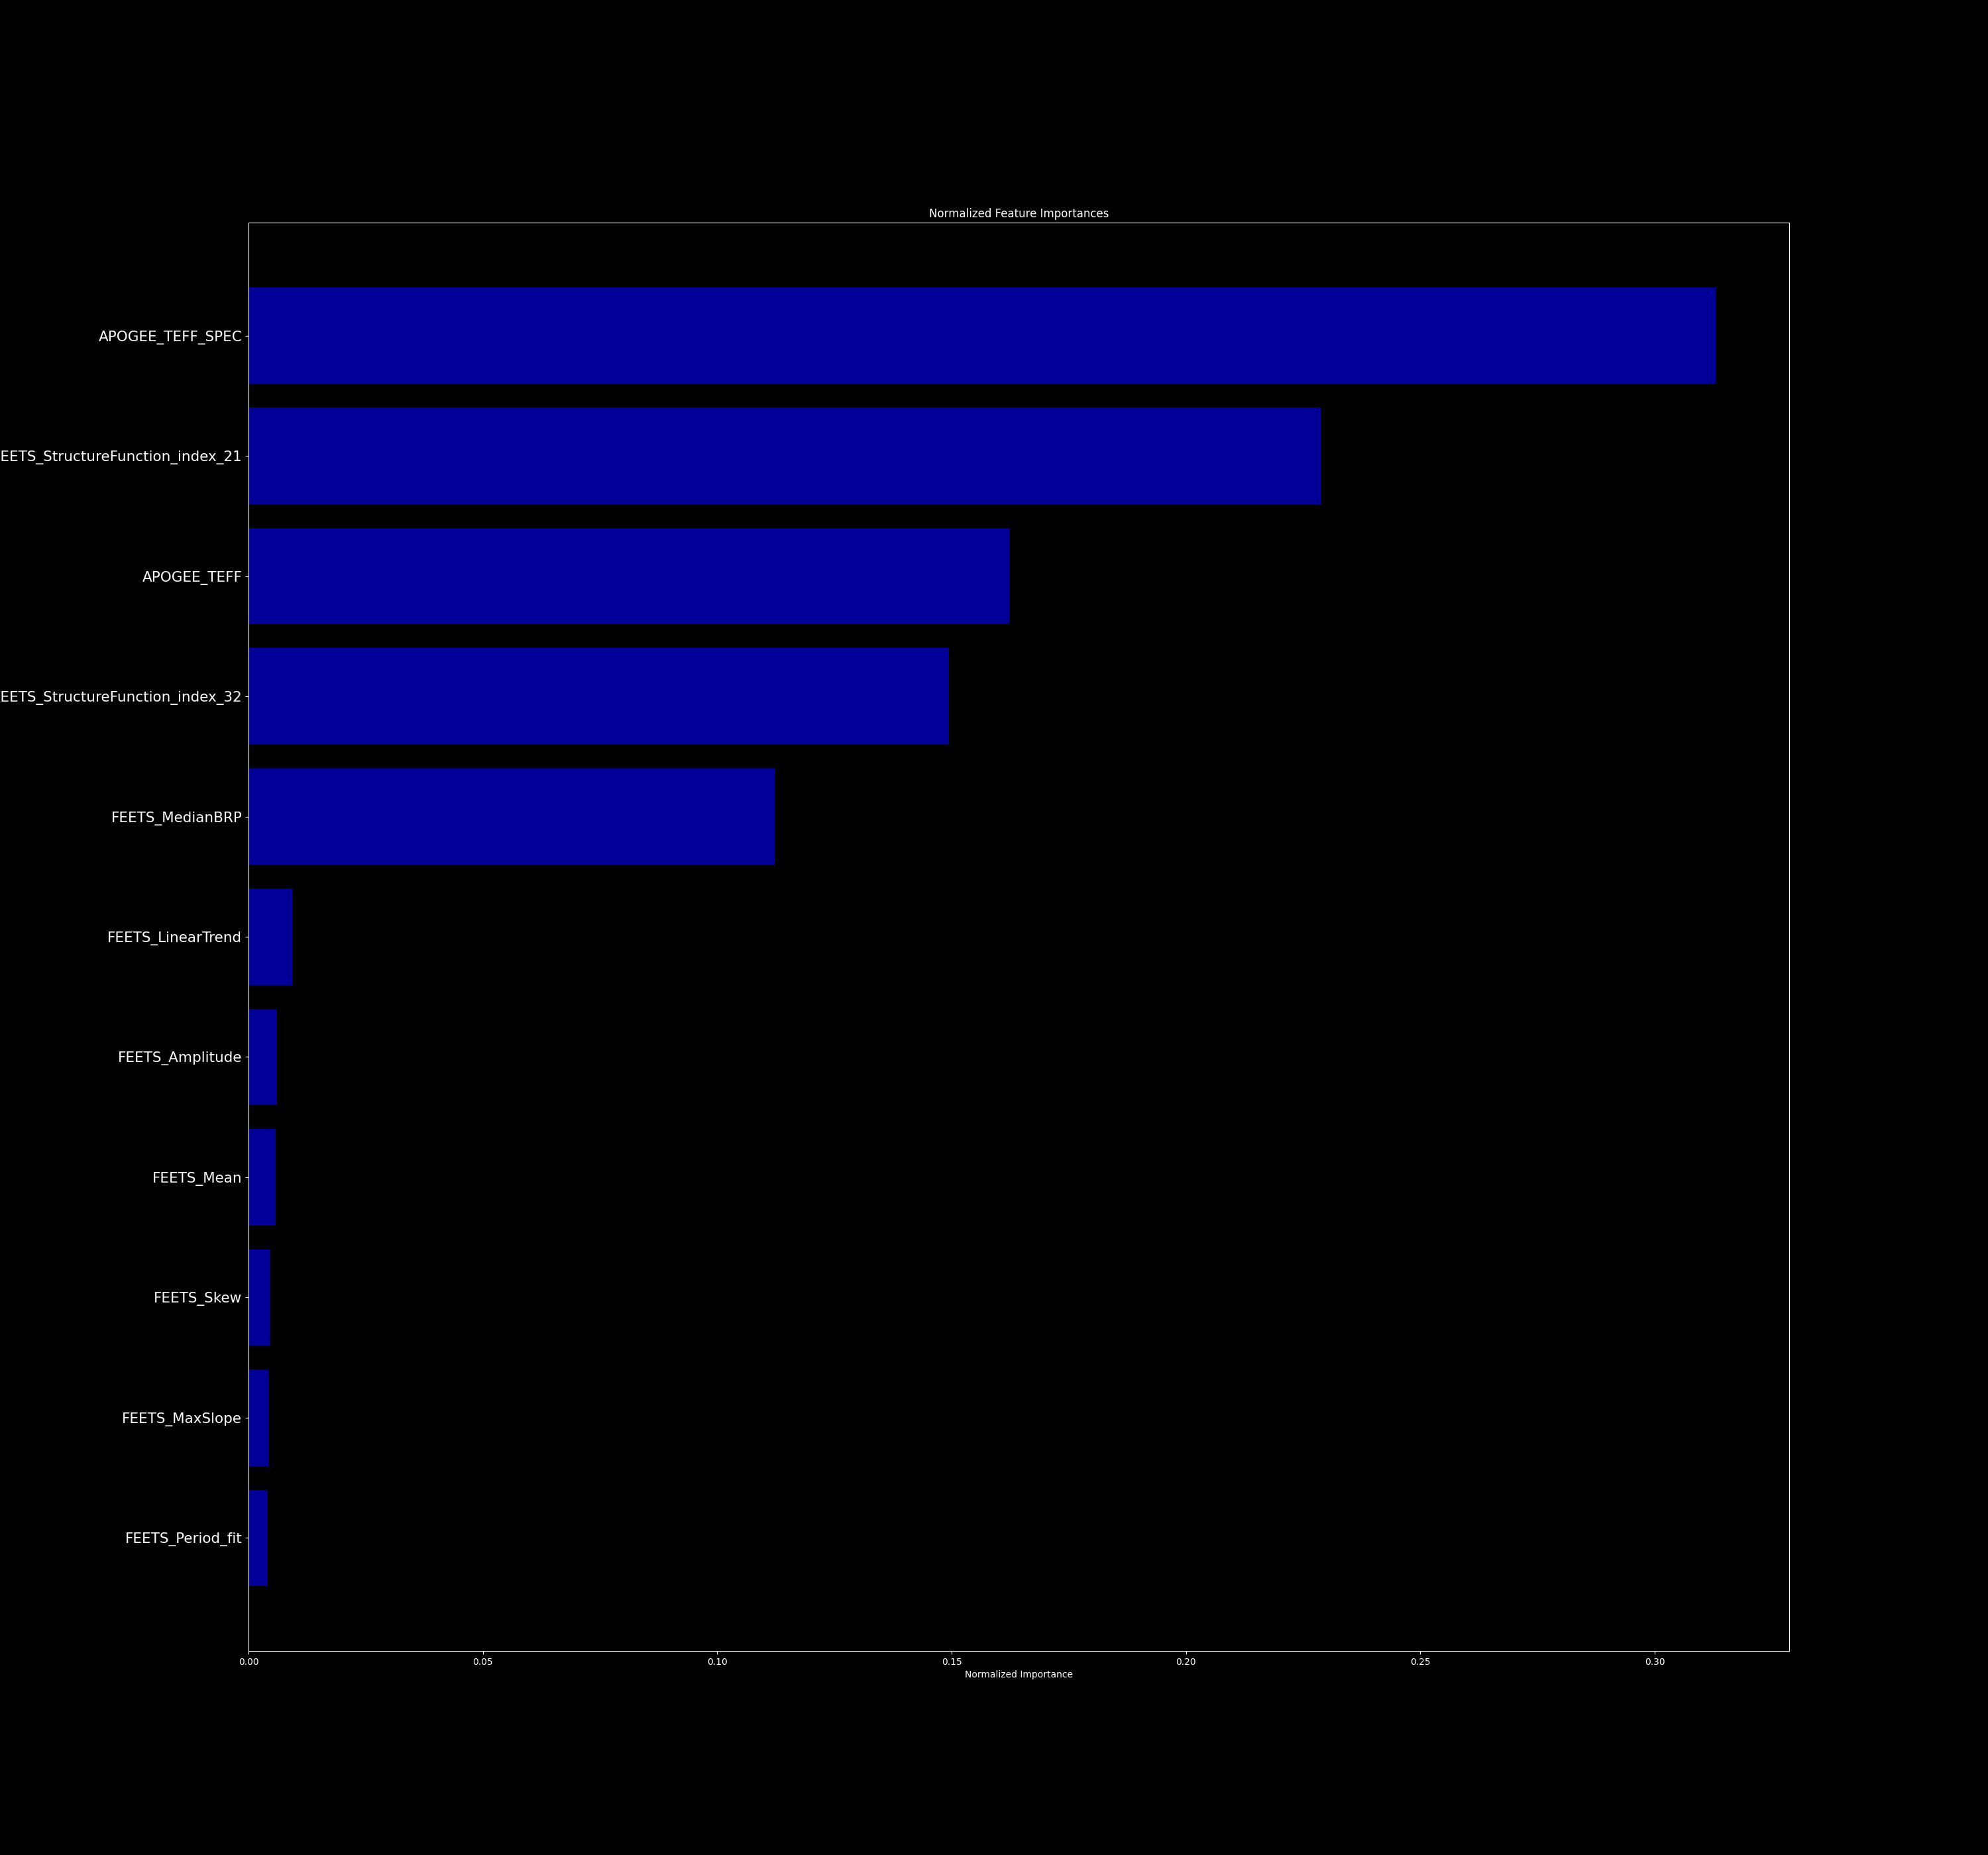 Normalized Feature Importances
APOGEE_TEFF_SPEC
EETS_StructureFunction_index_21
APOGEE_TEFF
EETS_StructureFunction_index_32
FEETS_MedianBRP
FEETS_LinearTrend
FEETS_Amplitude
FEETS_Mean
FEETS_Skew
FEETS_MaxSlope
FEETS_Period_fit
0.00 0.05 0.10 0.15 0.20 0.25 0.30
Normalized Importance